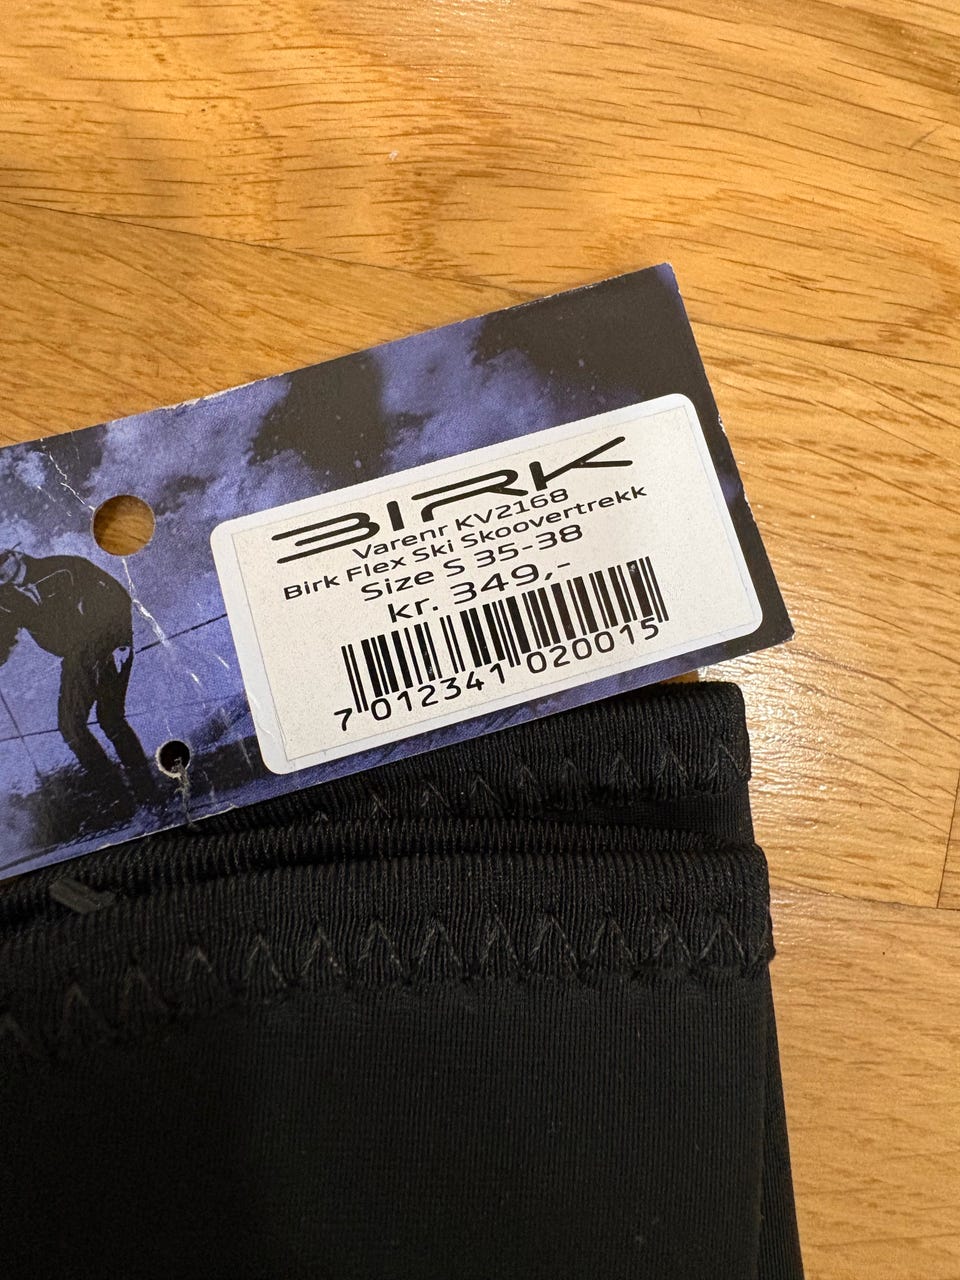 BIRK
Varenr KV2168
Birk Flex Ski Skoovertrekk
Size S 35-38
kr. 349,-
7 012341 020015